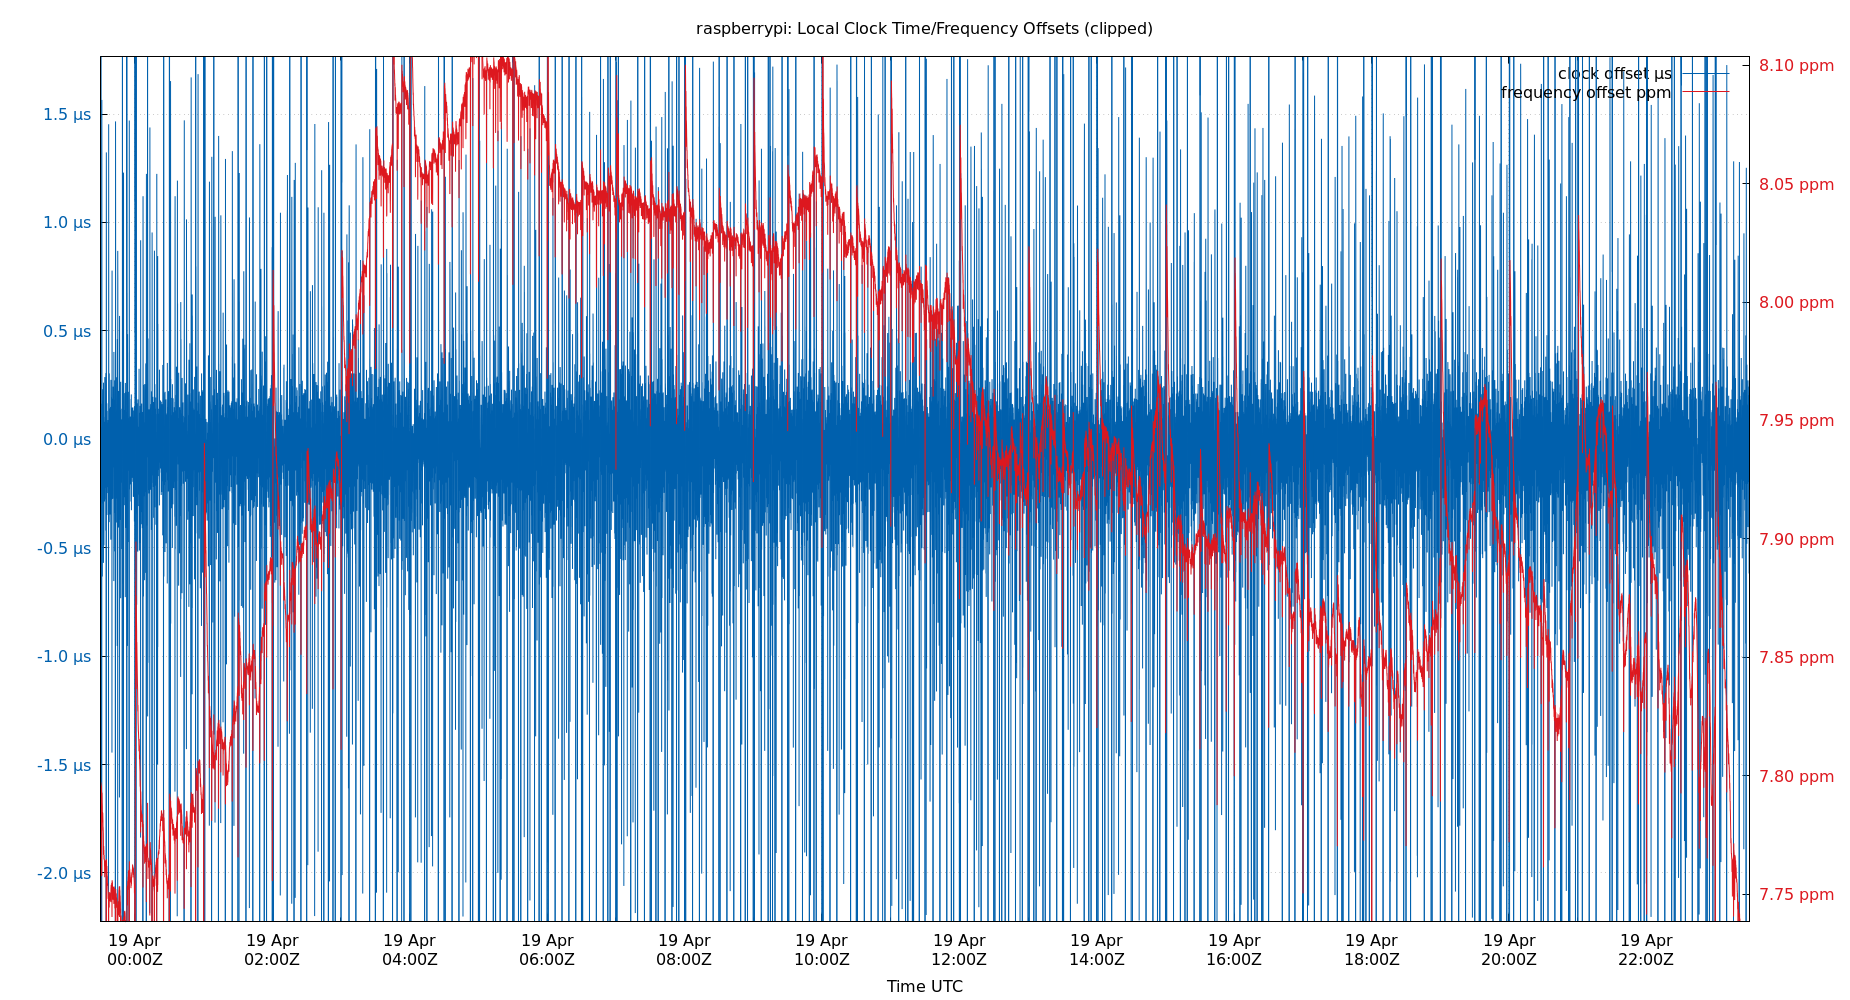 raspberrypi: Local Clock Time/Frequency Offsets (clipped)
clock offset µs
frequency offset ppm
1.5 µs
1.0 µs
0.5 µs
0.0 µs
-0.5 µs
-1.0 µs
-1.5 µs
-2.0 µs
8.10 ppm
8.05 ppm
8.00 ppm
7.95 ppm
7.90 ppm
7.85 ppm
7.80 ppm
7.75 ppm
19 Apr 19 Apr 19 Apr 19 Apr 19 Apr 19 Apr 19 Apr 19 Apr 19 Apr 19 Apr 19 Apr 19 Apr
00:00Z 02:00Z 04:00Z 06:00Z 08:00Z 10:00Z 12:00Z 14:00Z 16:00Z 18:00Z 20:00Z 22:00Z
Time UTC